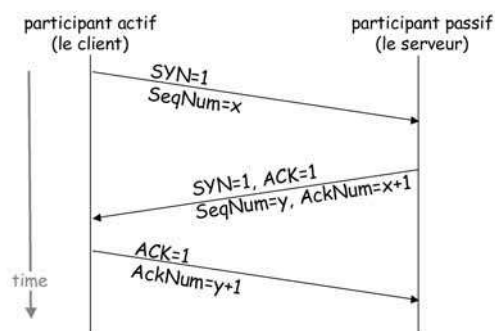 participant actif
(le client)
participant passif
(le serveur)
SYN=1
SeqNum=x
SYN=1, ACK=1
SeqNum=y, AckNum=x+1
ACK=1
AckNum=y+1
time